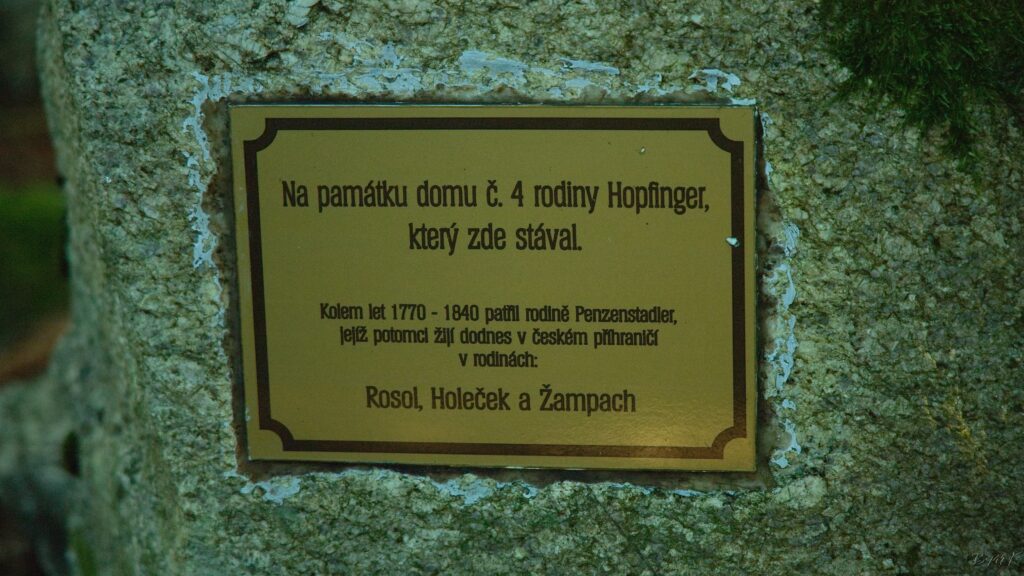 Na památku domu č. 4 rodiny Hopfinger,
který zde stával.
Kolem let 1770 - 1840 patřil rodině Penzenstadler,
jejíž potomci žijí dodnes v českém příhraničí
v rodinách:
Rosol, Holeček a Žampach